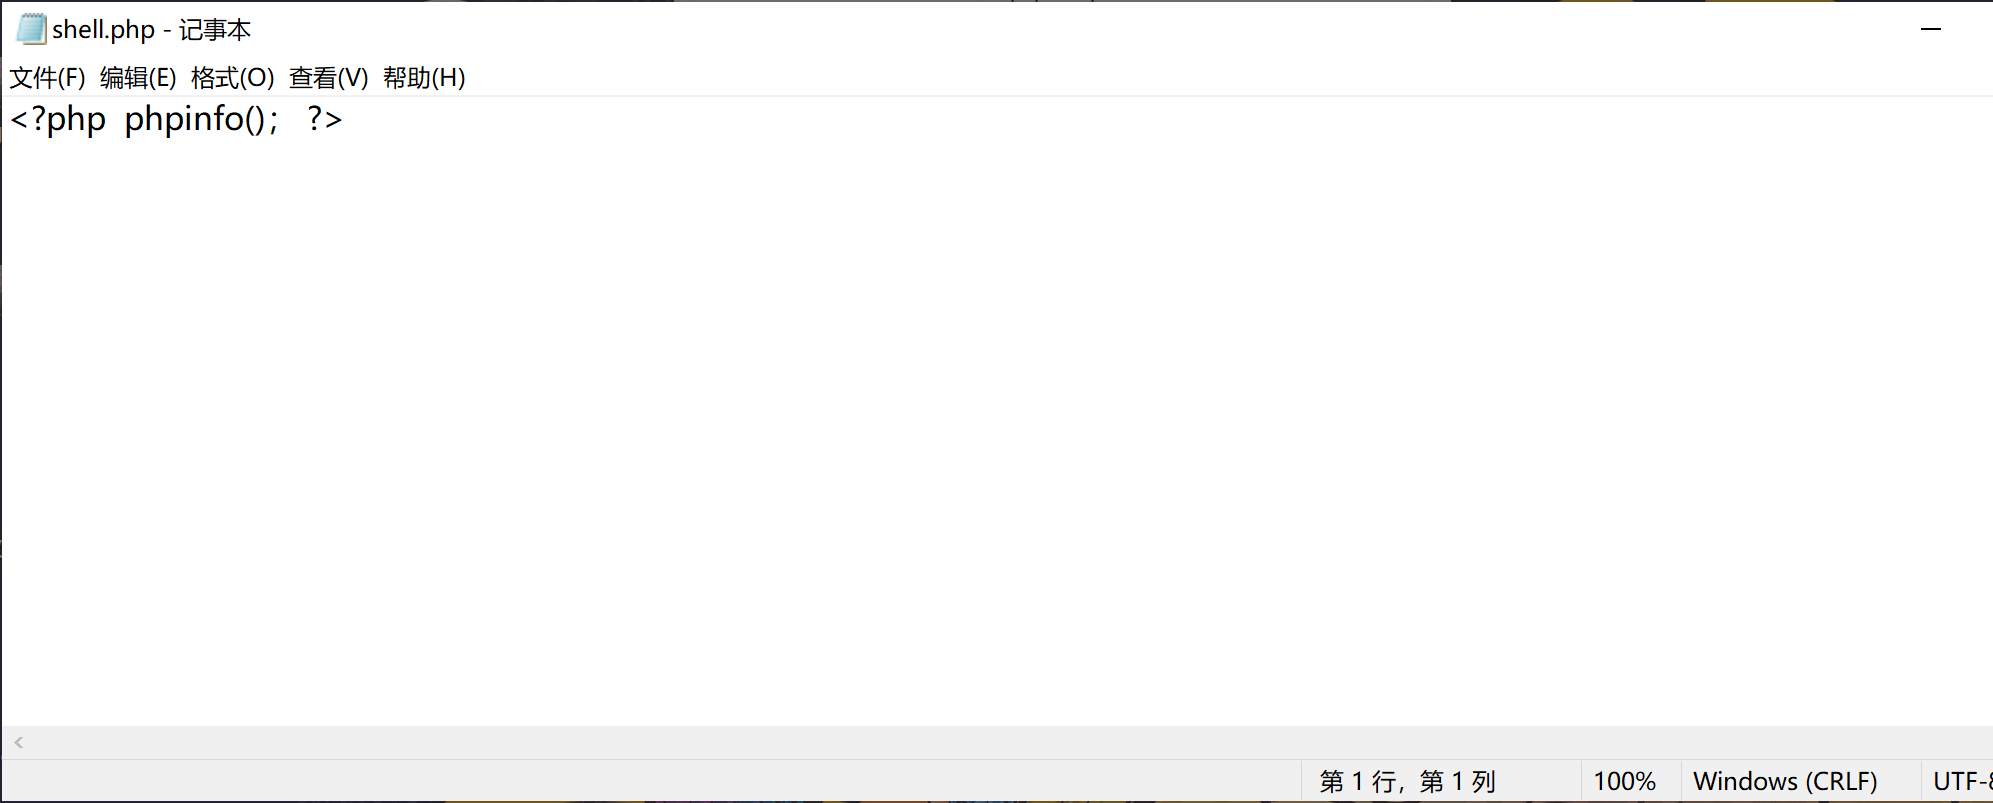 shell.php - 记事本
文件(F) 编辑(E) 格式(O) 查看(V) 帮助(H)
<?php  phpinfo();   ?>
第 1 行，第 1 列 100% Windows (CRLF) UTF-8